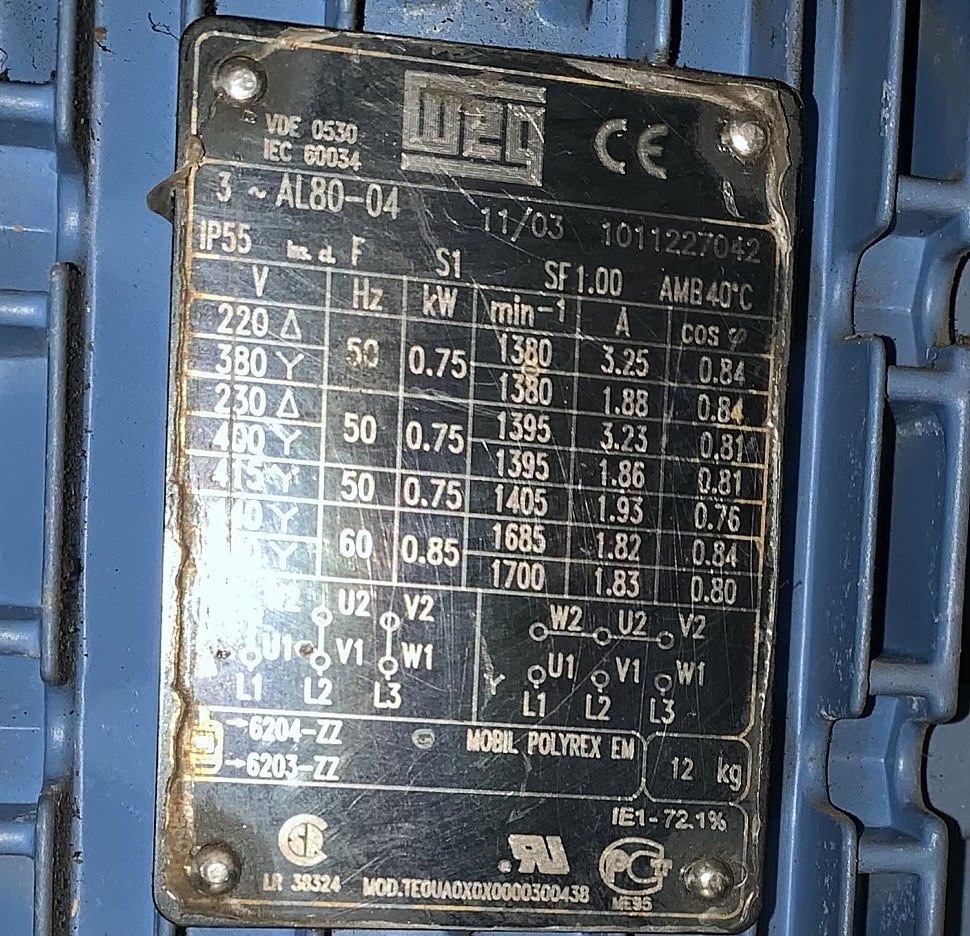 VDE 0530
IEC 60034
WEG CE
3 ~ AL80-04 11/03 1011227042
IP55 F S1 SF 1.00 AMB 40°C
V Hz kW min-1 A cos φ
220 Δ 50 0.75 1380 3.25 0.84
380 Y 1380 1.88 0.84
230 Δ 50 0.75 1395 3.23 0.81
400 Y 1395 1.86 0.81
415 Y 50 0.75 1405 1.93 0.76
Y 60 0.85 1685 1.82 0.84
Y 1700 1.83 0.80
U2 V2 W2 U2 V2
U1 V1 W1 Y U1 V1 W1
L1 L2 L3 L1 L2 L3
→6204-ZZ MOBIL POLYREX EM
→6203-ZZ 12 kg
IE1-72.1%
LR 38324 MOD.TE0UA0X0X0000300438 ME95